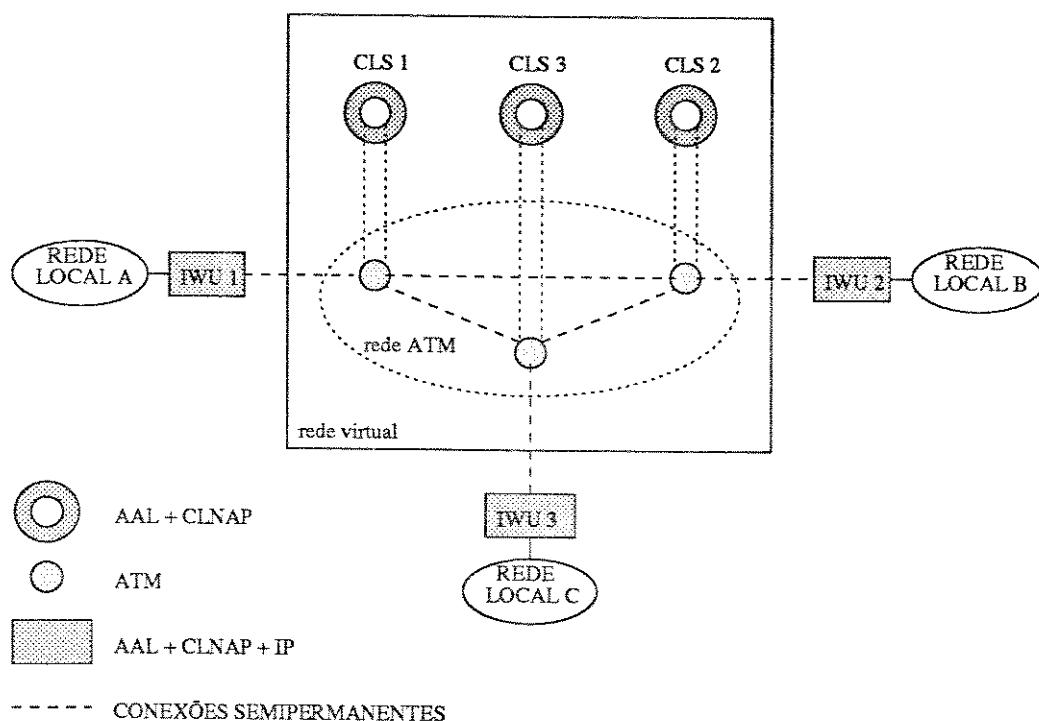 CLS 1
CLS 3
CLS 2
REDE
LOCAL A
IWU 1
IWU 2
REDE
LOCAL B
rede ATM
rede virtual
IWU 3
REDE
LOCAL C
AAL + CLNAP
ATM
AAL + CLNAP + IP
CONEXÕES SEMIPERMANENTES